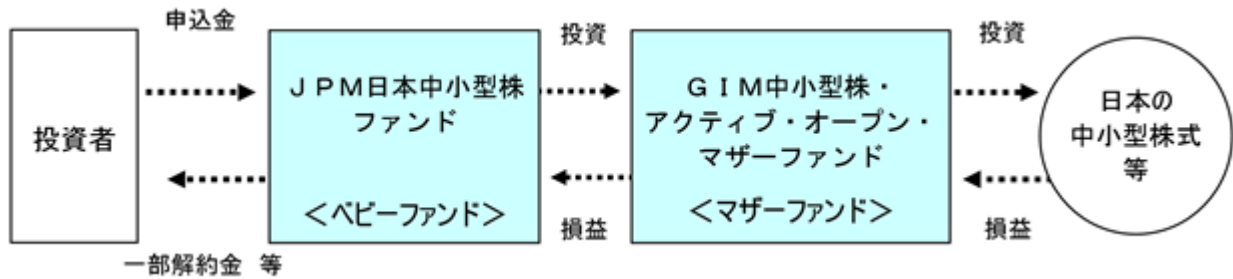 申込金
投資
投資
投資者
ＪＰＭ日本中小型株
ファンド
＜ベビーファンド＞
ＧＩＭ中小型株・
アクティブ・オープン・
マザーファンド
＜マザーファンド＞
日本の
中小型株式
等
一部解約金 等
損益
損益